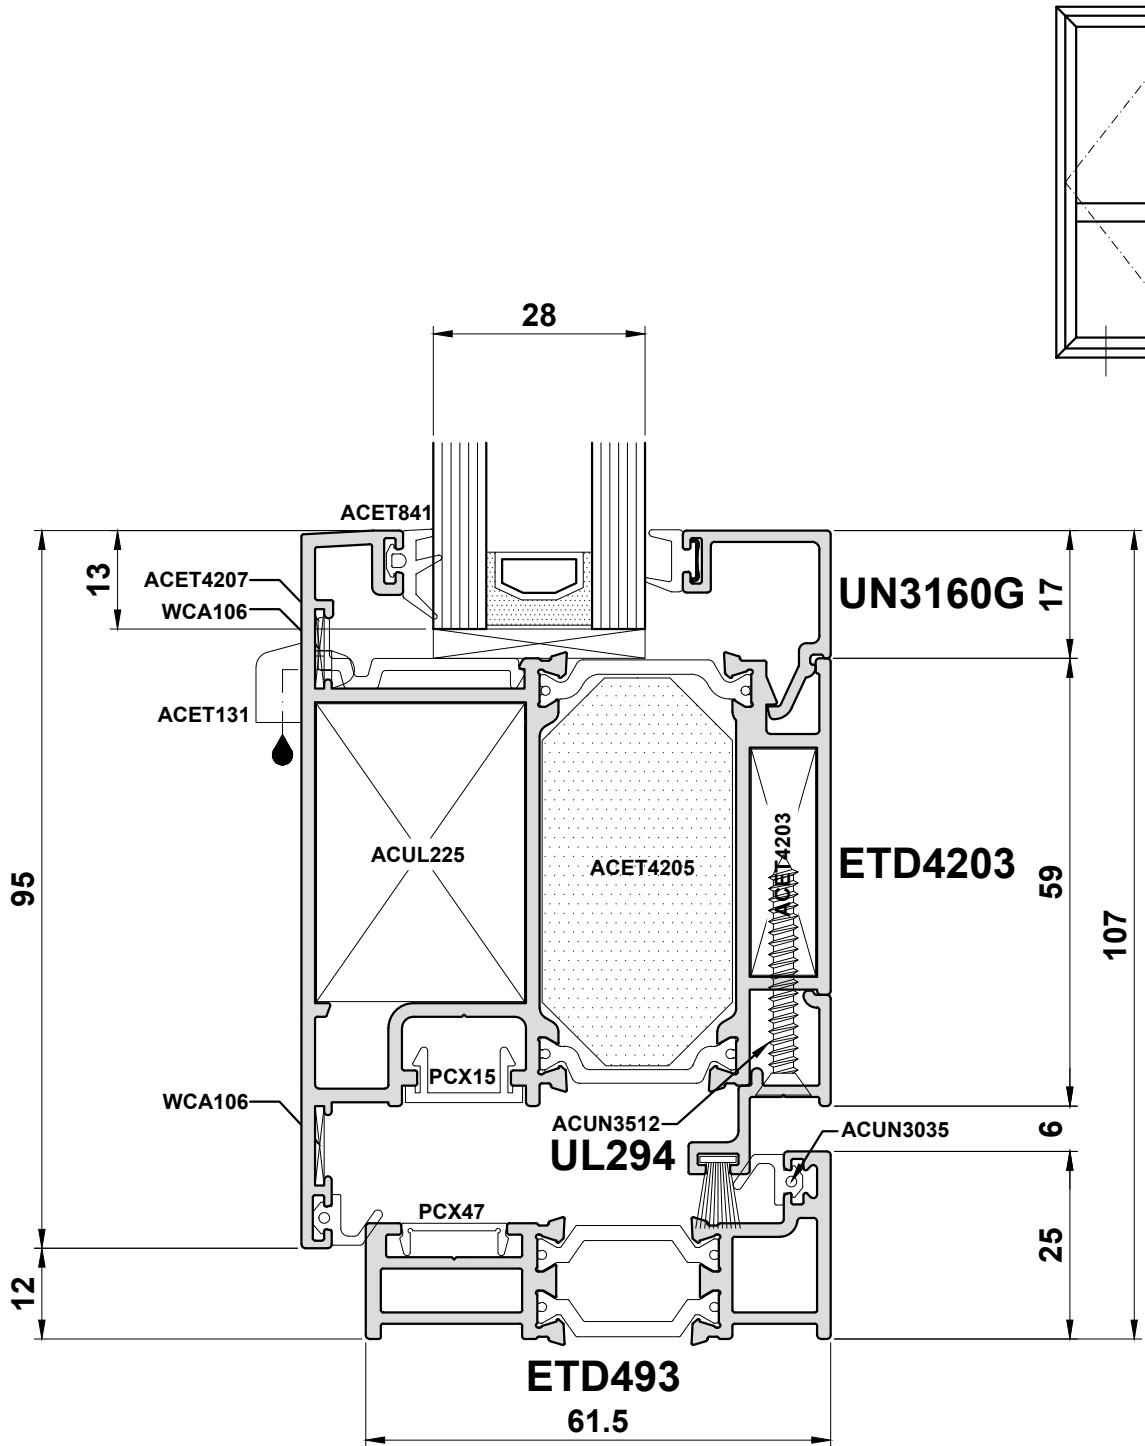 28
ACET841
13
ACET4207
WCA106
UN3160G
17
ACET131
ACUL225
ACET4205
ACET4203
ETD4203
59
95
107
PCX15
WCA106
ACUN3512
UL294
ACUN3035
6
PCX47
25
12
ETD493
61.5